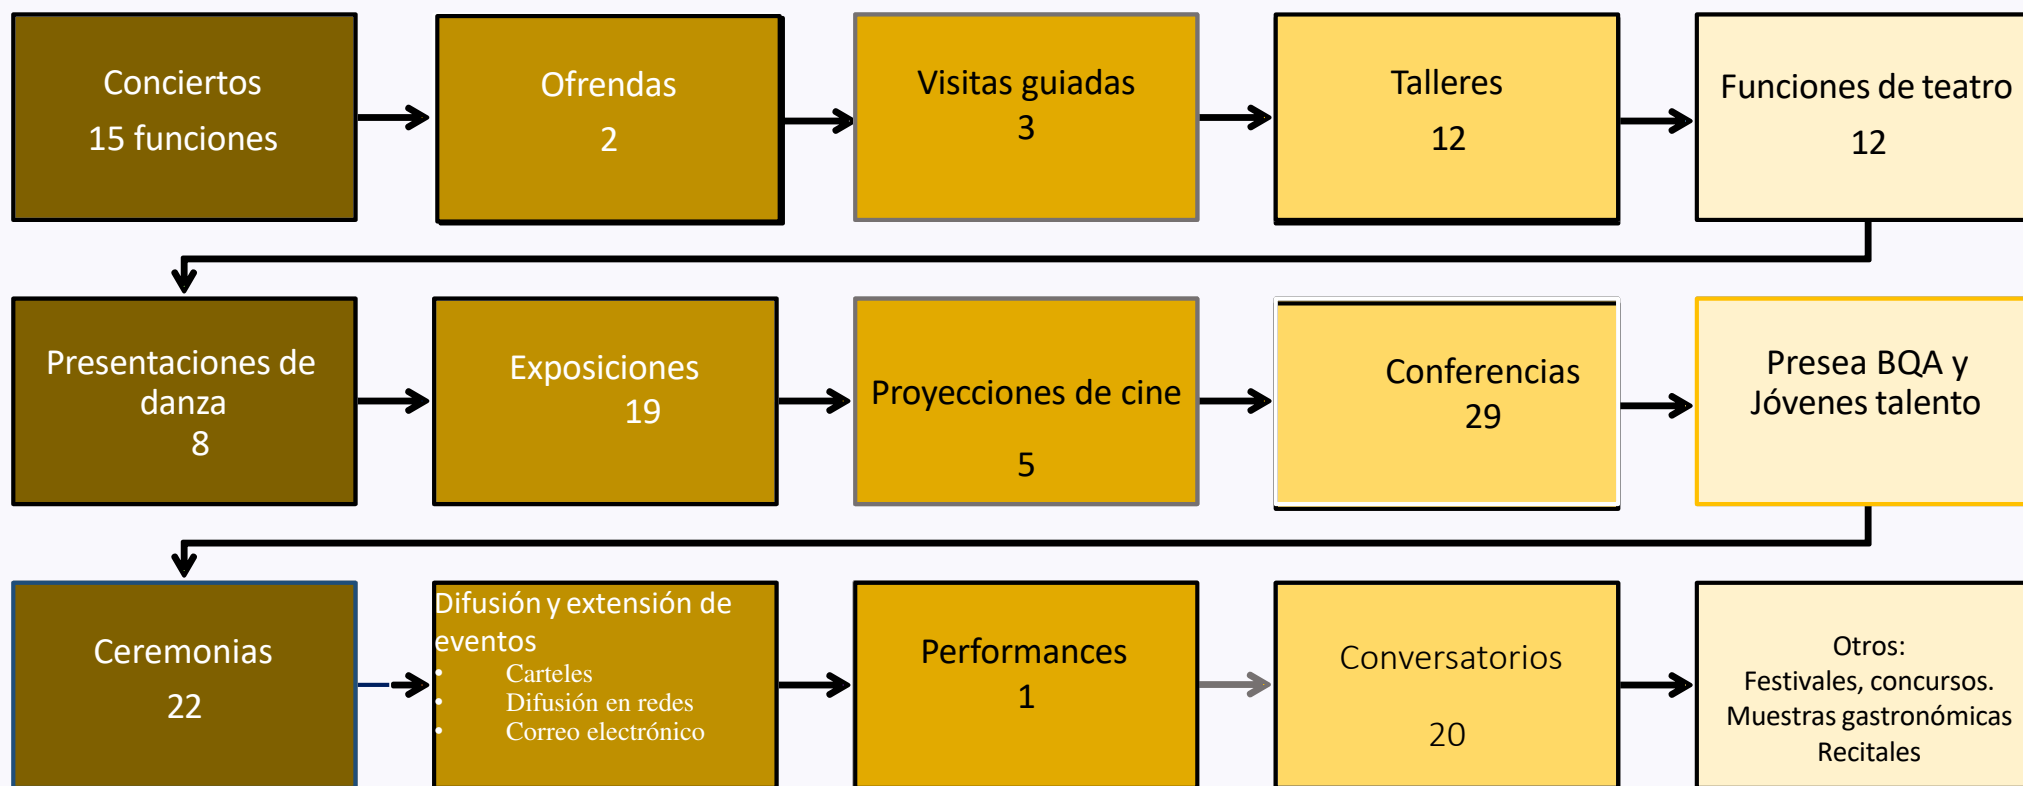 Conciertos
15 funciones
Ofrendas
2
Visitas guiadas
3
Talleres
12
Funciones de teatro
12
Presentaciones de
danza
8
Exposiciones
19
Proyecciones de cine
5
Conferencias
29
Presea BQA y
Jóvenes talento
Ceremonias
22
Difusión y extensión de
eventos
• Carteles
• Difusión en redes
• Correo electrónico
Performances
1
Conversatorios
20
Otros:
Festivales, concursos.
Muestras gastronómicas
Recitales